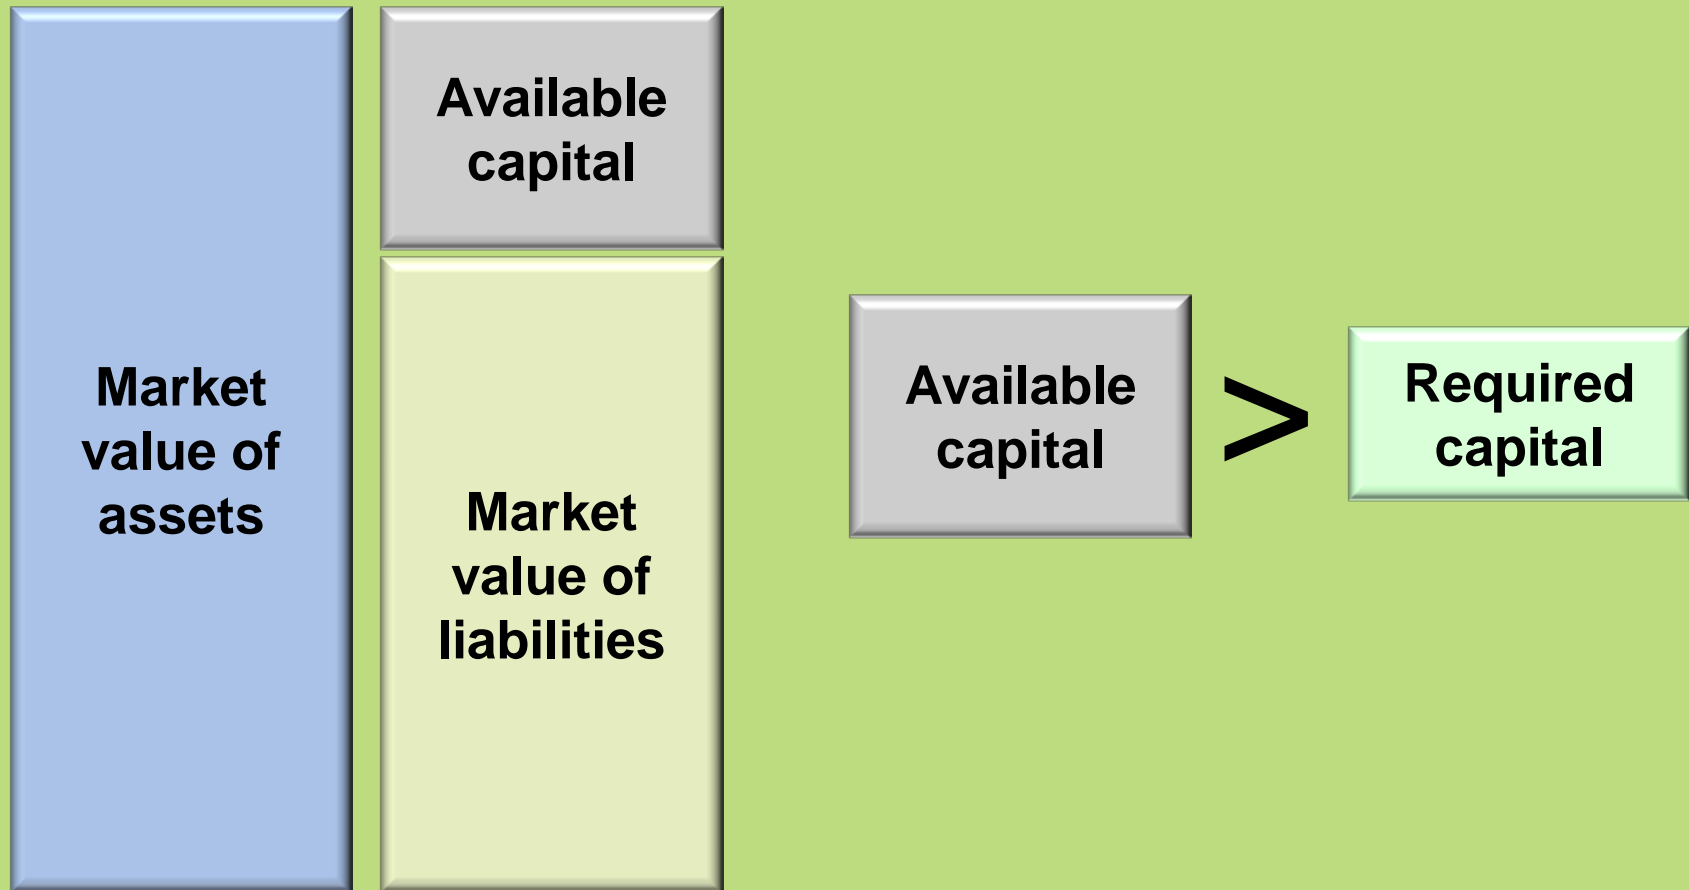 Market
value of
assets
Available
capital
Market
value of
liabilities
Available
capital
>
Required
capital